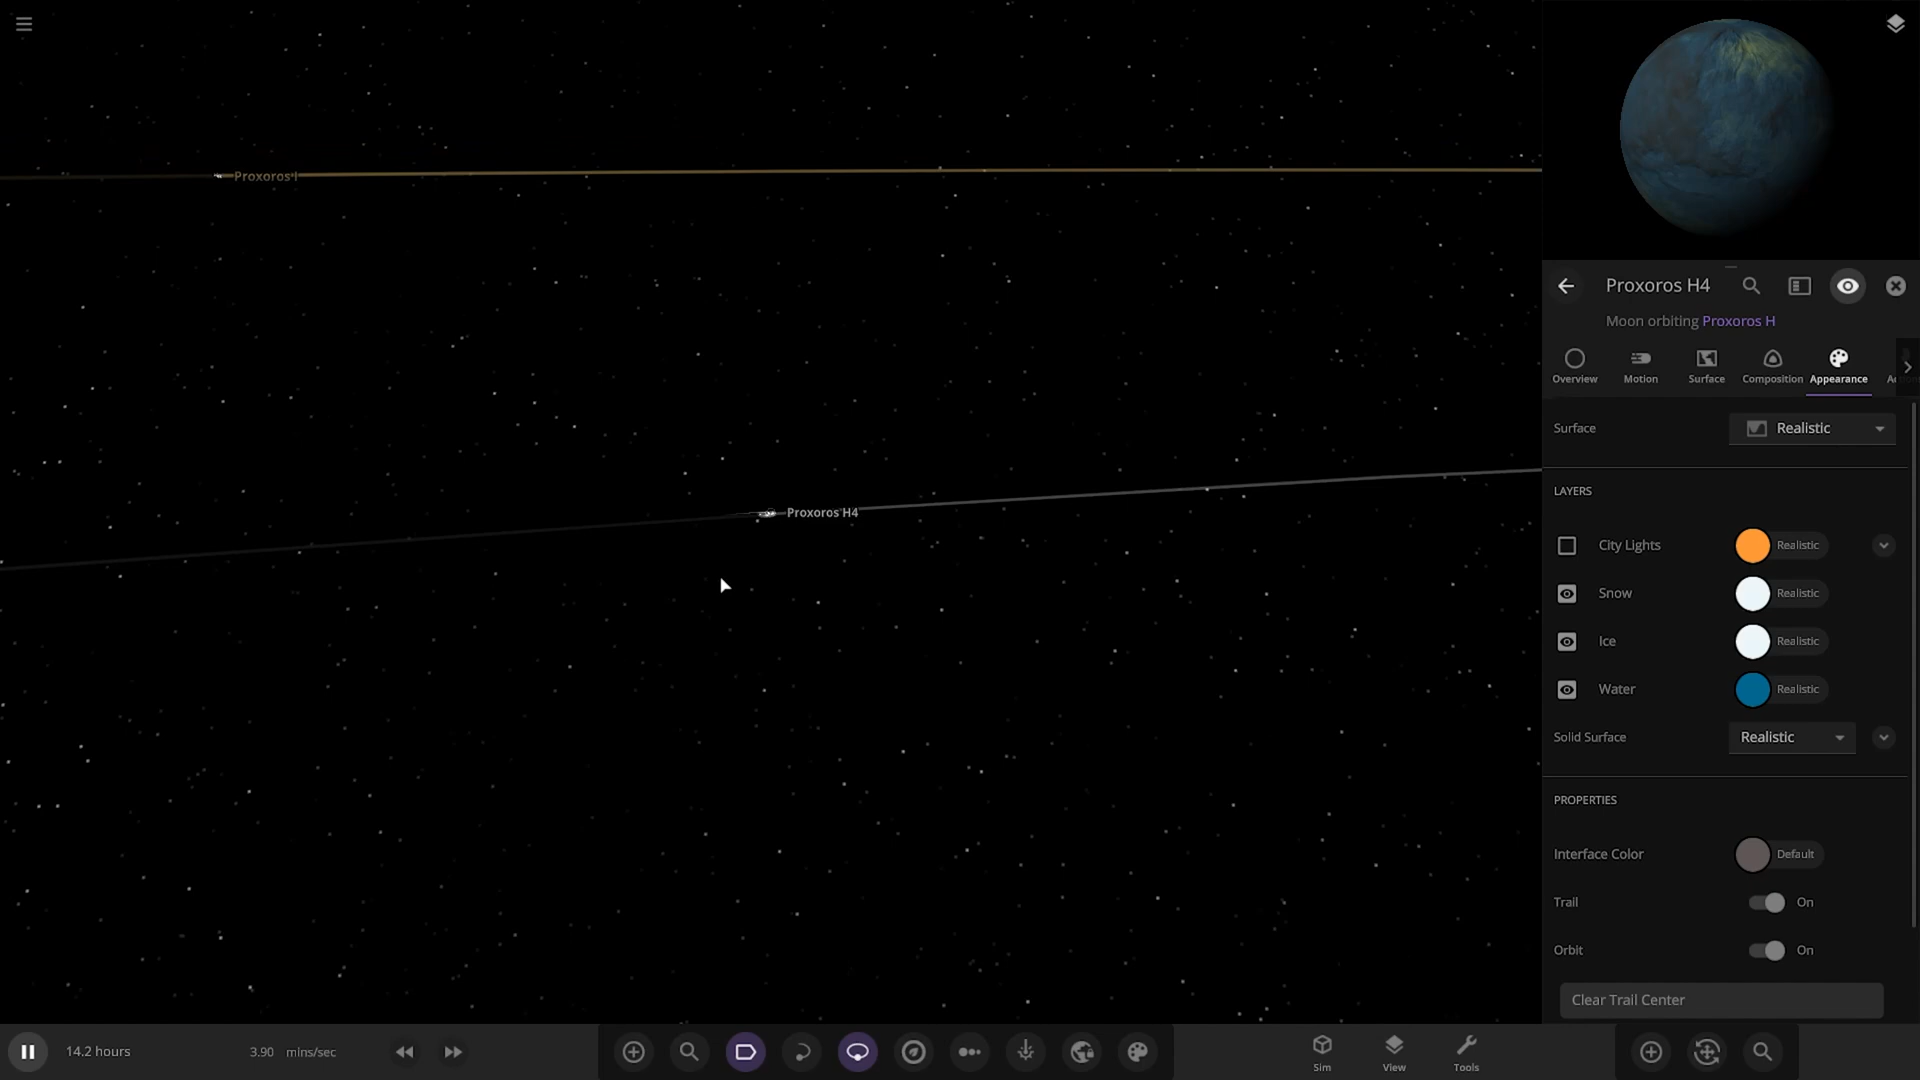 Proxoros I
Proxoros H4
Proxoros H4
Moon orbiting Proxoros H
Overview
Motion
Surface
Composition
Appearance
Surface
Realistic
LAYERS
City Lights
Realistic
Snow
Realistic
Ice
Realistic
Water
Realistic
Solid Surface
Realistic
PROPERTIES
Interface Color
Default
Trail
On
Orbit
On
Clear Trail Center
14.2 hours
3.90 mins/sec
Sim
View
Tools